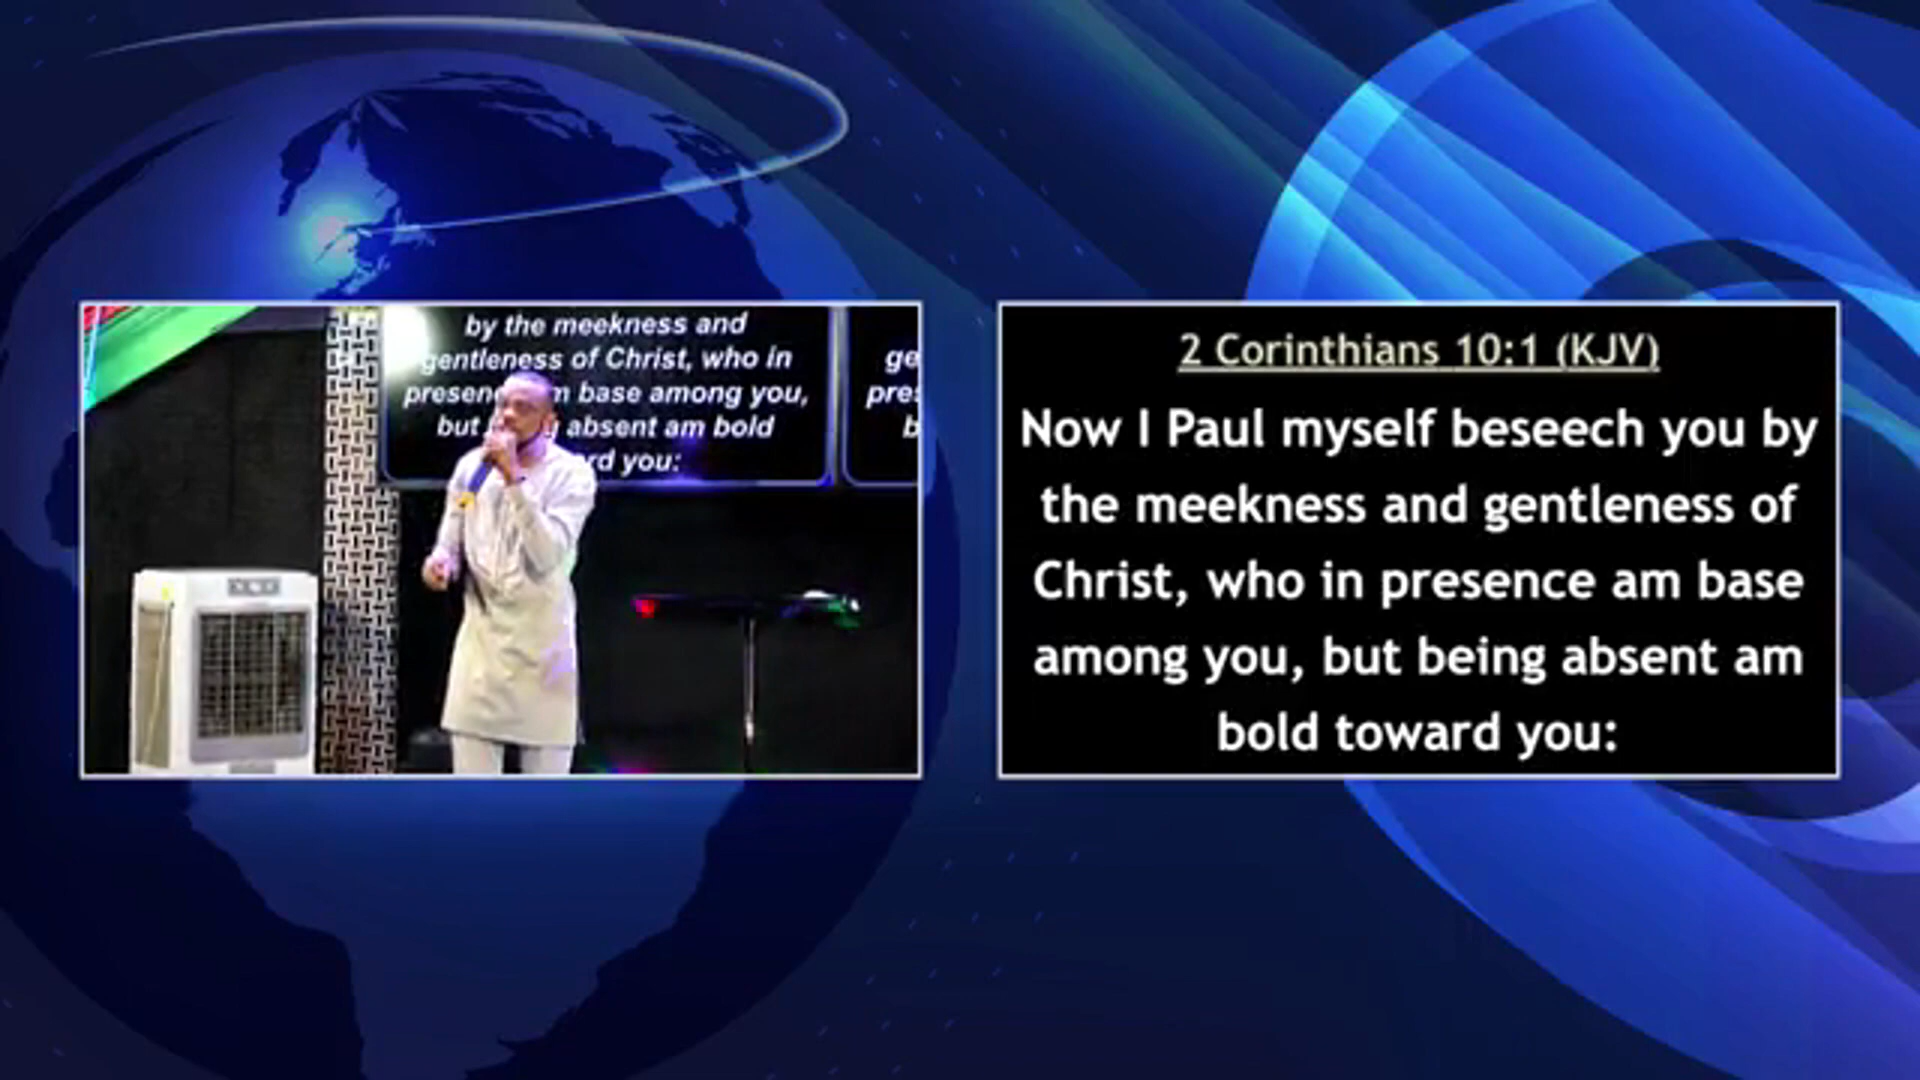 by the meekness and
gentleness of Christ, who in
am base among you,
but absent am bold
you:
2 Corinthians 10:1 (KJV)
Now I Paul myself beseech you by
the meekness and gentleness of
Christ, who in presence am base
among you, but being absent am
bold toward you: